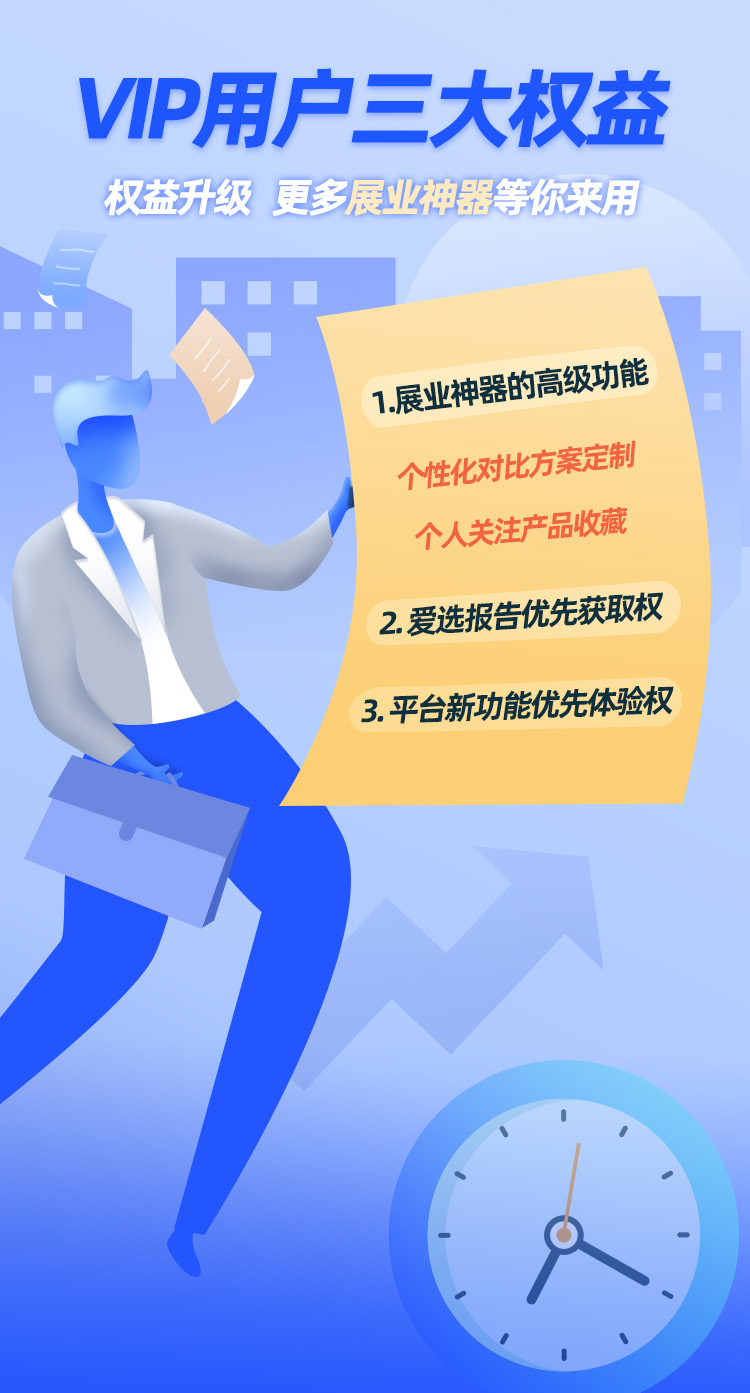 VIP用户三大权益
权益升级 更多展业神器等你来用
1.展业神器的高级功能
个性化对比方案定制
个人关注产品收藏
2. 爱选报告优先获取权
3. 平台新功能优先体验权